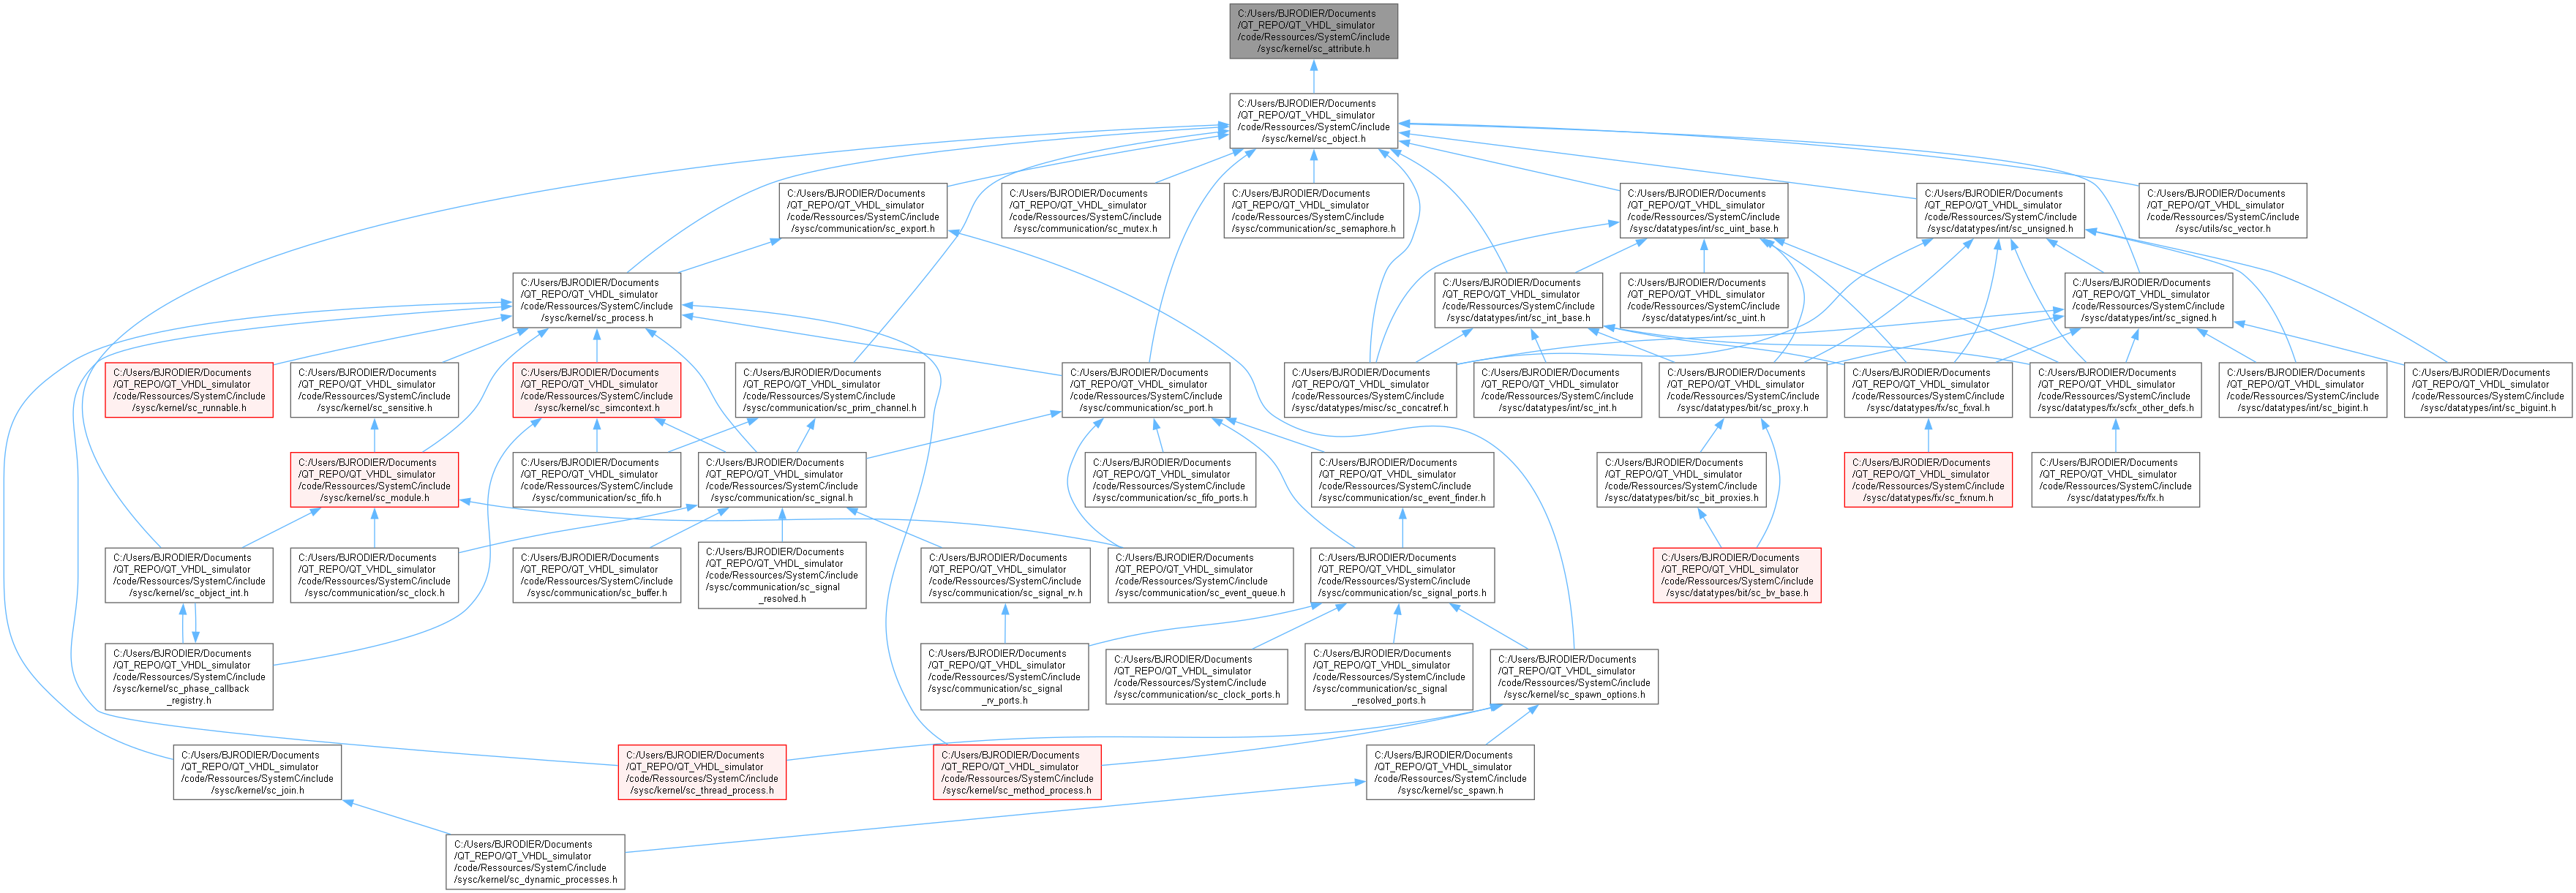 C:/Users/BJRODIER/Documents
/QT_REPO/QT_VHDL_simulator
/code/Ressources/SystemC/include
/sysc/kernel/sc_attribute.h
C:/Users/BJRODIER/Documents
/QT_REPO/QT_VHDL_simulator
/code/Ressources/SystemC/include
/sysc/kernel/sc_object.h
C:/Users/BJRODIER/Documents
/QT_REPO/QT_VHDL_simulator
/code/Ressources/SystemC/include
/sysc/communication/sc_export.h
C:/Users/BJRODIER/Documents
/QT_REPO/QT_VHDL_simulator
/code/Ressources/SystemC/include
/sysc/communication/sc_mutex.h
C:/Users/BJRODIER/Documents
/QT_REPO/QT_VHDL_simulator
/code/Ressources/SystemC/include
/sysc/communication/sc_semaphore.h
C:/Users/BJRODIER/Documents
/QT_REPO/QT_VHDL_simulator
/code/Ressources/SystemC/include
/sysc/datatypes/int/sc_uint_base.h
C:/Users/BJRODIER/Documents
/QT_REPO/QT_VHDL_simulator
/code/Ressources/SystemC/include
/sysc/datatypes/int/sc_unsigned.h
C:/Users/BJRODIER/Documents
/QT_REPO/QT_VHDL_simulator
/code/Ressources/SystemC/include
/sysc/utils/sc_vector.h
C:/Users/BJRODIER/Documents
/QT_REPO/QT_VHDL_simulator
/code/Ressources/SystemC/include
/sysc/kernel/sc_process.h
C:/Users/BJRODIER/Documents
/QT_REPO/QT_VHDL_simulator
/code/Ressources/SystemC/include
/sysc/datatypes/int/sc_int_base.h
C:/Users/BJRODIER/Documents
/QT_REPO/QT_VHDL_simulator
/code/Ressources/SystemC/include
/sysc/datatypes/int/sc_uint.h
C:/Users/BJRODIER/Documents
/QT_REPO/QT_VHDL_simulator
/code/Ressources/SystemC/include
/sysc/datatypes/int/sc_signed.h
C:/Users/BJRODIER/Documents
/QT_REPO/QT_VHDL_simulator
/code/Ressources/SystemC/include
/sysc/kernel/sc_runnable.h
C:/Users/BJRODIER/Documents
/QT_REPO/QT_VHDL_simulator
/code/Ressources/SystemC/include
/sysc/kernel/sc_sensitive.h
C:/Users/BJRODIER/Documents
/QT_REPO/QT_VHDL_simulator
/code/Ressources/SystemC/include
/sysc/kernel/sc_simcontext.h
C:/Users/BJRODIER/Documents
/QT_REPO/QT_VHDL_simulator
/code/Ressources/SystemC/include
/sysc/communication/sc_prim_channel.h
C:/Users/BJRODIER/Documents
/QT_REPO/QT_VHDL_simulator
/code/Ressources/SystemC/include
/sysc/communication/sc_port.h
C:/Users/BJRODIER/Documents
/QT_REPO/QT_VHDL_simulator
/code/Ressources/SystemC/include
/sysc/datatypes/misc/sc_concatref.h
C:/Users/BJRODIER/Documents
/QT_REPO/QT_VHDL_simulator
/code/Ressources/SystemC/include
/sysc/datatypes/int/sc_int.h
C:/Users/BJRODIER/Documents
/QT_REPO/QT_VHDL_simulator
/code/Ressources/SystemC/include
/sysc/datatypes/bit/sc_proxy.h
C:/Users/BJRODIER/Documents
/QT_REPO/QT_VHDL_simulator
/code/Ressources/SystemC/include
/sysc/datatypes/fx/sc_fxval.h
C:/Users/BJRODIER/Documents
/QT_REPO/QT_VHDL_simulator
/code/Ressources/SystemC/include
/sysc/datatypes/fx/scfx_other_defs.h
C:/Users/BJRODIER/Documents
/QT_REPO/QT_VHDL_simulator
/code/Ressources/SystemC/include
/sysc/datatypes/int/sc_bigint.h
C:/Users/BJRODIER/Documents
/QT_REPO/QT_VHDL_simulator
/code/Ressources/SystemC/include
/sysc/datatypes/int/sc_biguint.h
C:/Users/BJRODIER/Documents
/QT_REPO/QT_VHDL_simulator
/code/Ressources/SystemC/include
/sysc/kernel/sc_module.h
C:/Users/BJRODIER/Documents
/QT_REPO/QT_VHDL_simulator
/code/Ressources/SystemC/include
/sysc/communication/sc_fifo.h
C:/Users/BJRODIER/Documents
/QT_REPO/QT_VHDL_simulator
/code/Ressources/SystemC/include
/sysc/communication/sc_signal.h
C:/Users/BJRODIER/Documents
/QT_REPO/QT_VHDL_simulator
/code/Ressources/SystemC/include
/sysc/communication/sc_fifo_ports.h
C:/Users/BJRODIER/Documents
/QT_REPO/QT_VHDL_simulator
/code/Ressources/SystemC/include
/sysc/communication/sc_event_finder.h
C:/Users/BJRODIER/Documents
/QT_REPO/QT_VHDL_simulator
/code/Ressources/SystemC/include
/sysc/datatypes/bit/sc_bit_proxies.h
C:/Users/BJRODIER/Documents
/QT_REPO/QT_VHDL_simulator
/code/Ressources/SystemC/include
/sysc/datatypes/fx/sc_fxnum.h
C:/Users/BJRODIER/Documents
/QT_REPO/QT_VHDL_simulator
/code/Ressources/SystemC/include
/sysc/datatypes/fx/fx.h
C:/Users/BJRODIER/Documents
/QT_REPO/QT_VHDL_simulator
/code/Ressources/SystemC/include
/sysc/kernel/sc_object_int.h
C:/Users/BJRODIER/Documents
/QT_REPO/QT_VHDL_simulator
/code/Ressources/SystemC/include
/sysc/communication/sc_clock.h
C:/Users/BJRODIER/Documents
/QT_REPO/QT_VHDL_simulator
/code/Ressources/SystemC/include
/sysc/communication/sc_buffer.h
C:/Users/BJRODIER/Documents
/QT_REPO/QT_VHDL_simulator
/code/Ressources/SystemC/include
/sysc/communication/sc_signal
_resolved.h
C:/Users/BJRODIER/Documents
/QT_REPO/QT_VHDL_simulator
/code/Ressources/SystemC/include
/sysc/communication/sc_signal_rv.h
C:/Users/BJRODIER/Documents
/QT_REPO/QT_VHDL_simulator
/code/Ressources/SystemC/include
/sysc/communication/sc_event_queue.h
C:/Users/BJRODIER/Documents
/QT_REPO/QT_VHDL_simulator
/code/Ressources/SystemC/include
/sysc/communication/sc_signal_ports.h
C:/Users/BJRODIER/Documents
/QT_REPO/QT_VHDL_simulator
/code/Ressources/SystemC/include
/sysc/datatypes/bit/sc_bv_base.h
C:/Users/BJRODIER/Documents
/QT_REPO/QT_VHDL_simulator
/code/Ressources/SystemC/include
/sysc/kernel/sc_phase_callback
_registry.h
C:/Users/BJRODIER/Documents
/QT_REPO/QT_VHDL_simulator
/code/Ressources/SystemC/include
/sysc/communication/sc_signal
_rv_ports.h
C:/Users/BJRODIER/Documents
/QT_REPO/QT_VHDL_simulator
/code/Ressources/SystemC/include
/sysc/communication/sc_clock_ports.h
C:/Users/BJRODIER/Documents
/QT_REPO/QT_VHDL_simulator
/code/Ressources/SystemC/include
/sysc/communication/sc_signal
_resolved_ports.h
C:/Users/BJRODIER/Documents
/QT_REPO/QT_VHDL_simulator
/code/Ressources/SystemC/include
/sysc/kernel/sc_spawn_options.h
C:/Users/BJRODIER/Documents
/QT_REPO/QT_VHDL_simulator
/code/Ressources/SystemC/include
/sysc/kernel/sc_join.h
C:/Users/BJRODIER/Documents
/QT_REPO/QT_VHDL_simulator
/code/Ressources/SystemC/include
/sysc/kernel/sc_thread_process.h
C:/Users/BJRODIER/Documents
/QT_REPO/QT_VHDL_simulator
/code/Ressources/SystemC/include
/sysc/kernel/sc_method_process.h
C:/Users/BJRODIER/Documents
/QT_REPO/QT_VHDL_simulator
/code/Ressources/SystemC/include
/sysc/kernel/sc_spawn.h
C:/Users/BJRODIER/Documents
/QT_REPO/QT_VHDL_simulator
/code/Ressources/SystemC/include
/sysc/kernel/sc_dynamic_processes.h